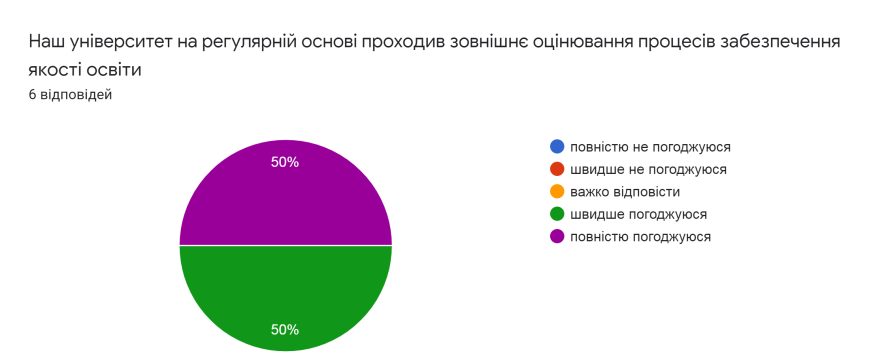 Наш університет на регулярній основі проходив зовнішнє оцінювання процесів забезпечення
якості освіти
6 відповідей
50%
50%
повністю не погоджуюся
швидше не погоджуюся
важко відповісти
швидше погоджуюся
повністю погоджуюся